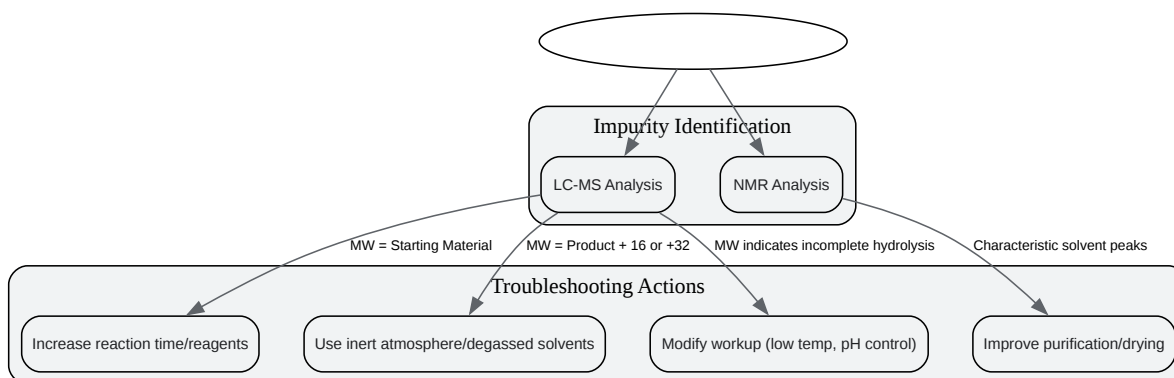 Impurity Identification
LC-MS Analysis
NMR Analysis
MW = Starting Material
MW = Product + 16 or +32
MW indicates incomplete hydrolysis
Characteristic solvent peaks
Troubleshooting Actions
Increase reaction time/reagents
Use inert atmosphere/degassed solvents
Modify workup (low temp, pH control)
Improve purification/drying